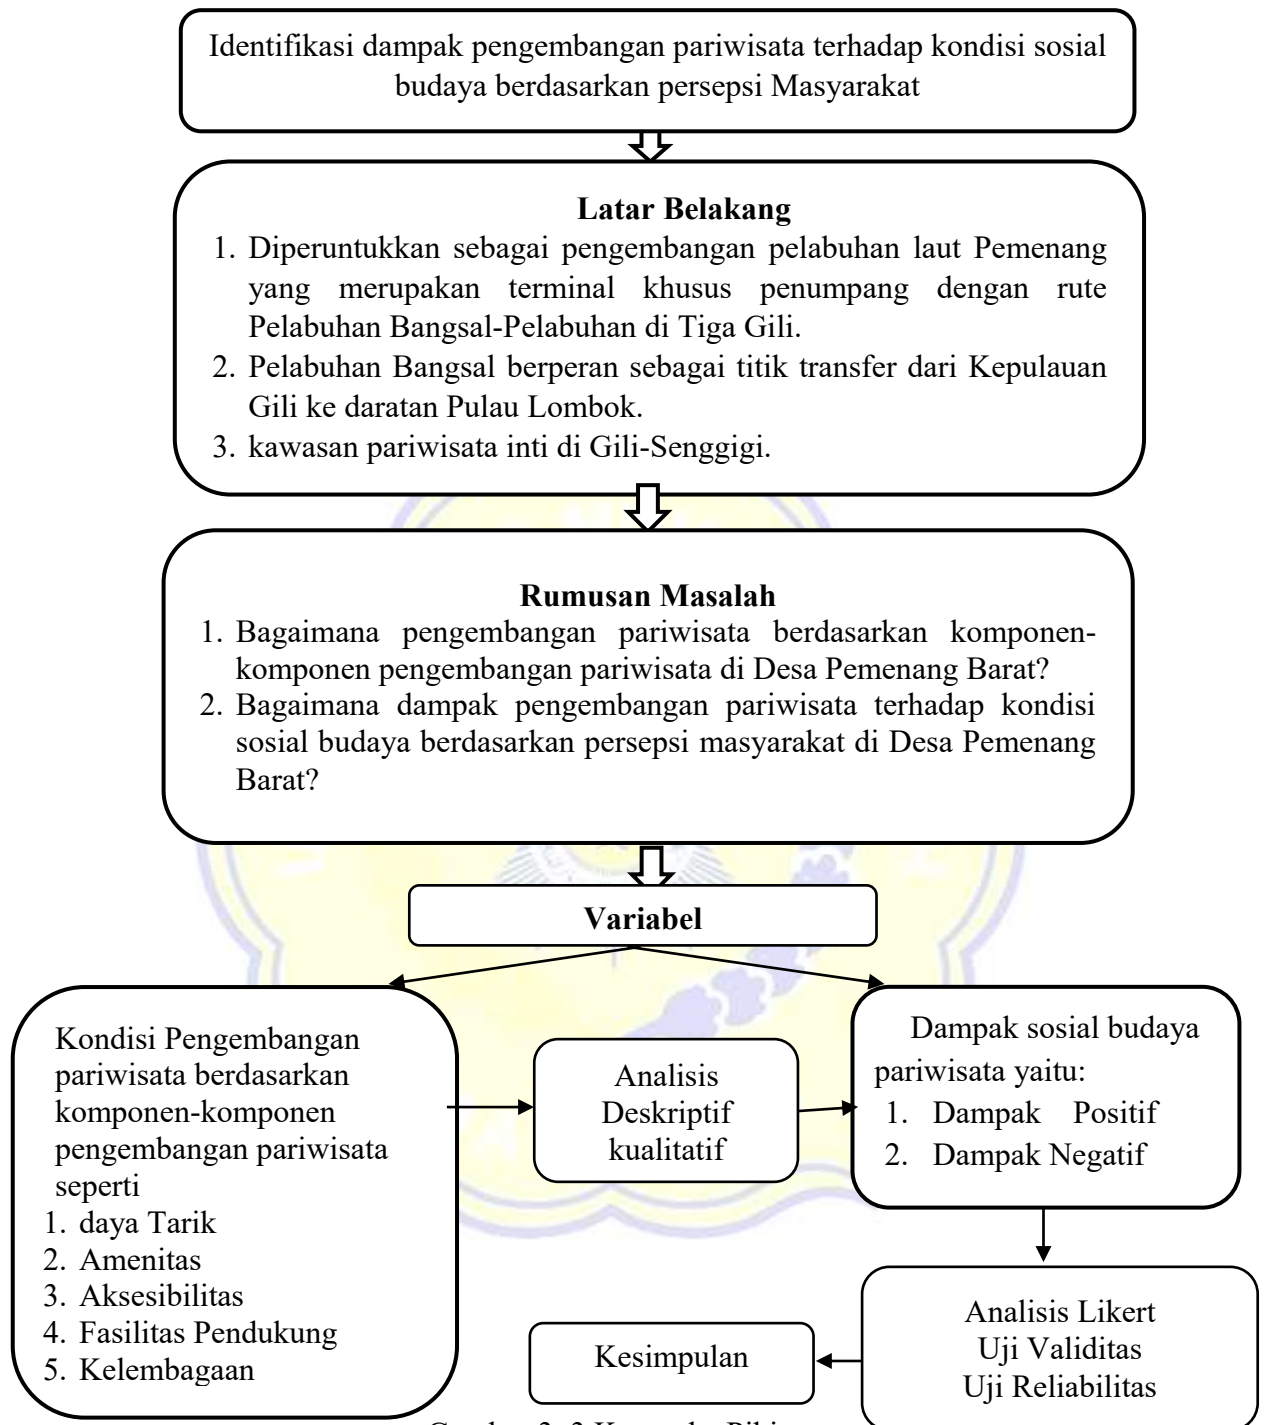 Identifikasi dampak pengembangan pariwisata terhadap kondisi sosial
budaya berdasarkan persepsi Masyarakat
Latar Belakang
1. Diperuntukkan sebagai pengembangan pelabuhan laut Pemenang
yang merupakan terminal khusus penumpang dengan rute
Pelabuhan Bangsal-Pelabuhan di Tiga Gili.
2. Pelabuhan Bangsal berperan sebagai titik transfer dari Kepulauan
Gili ke daratan Pulau Lombok.
3. kawasan pariwisata inti di Gili-Senggigi.
Rumusan Masalah
1. Bagaimana pengembangan pariwisata berdasarkan komponen-
komponen pengembangan pariwisata di Desa Pemenang Barat?
2. Bagaimana dampak pengembangan pariwisata terhadap kondisi
sosial budaya berdasarkan persepsi masyarakat di Desa Pemenang
Barat?
Variabel
Kondisi Pengembangan
pariwisata berdasarkan
komponen-komponen
pengembangan pariwisata
seperti
1. daya Tarik
2. Amenitas
3. Aksesibilitas
4. Fasilitas Pendukung
5. Kelembagaan
Analisis
Deskriptif
kualitatif
Dampak sosial budaya
pariwisata yaitu:
1. Dampak Positif
2. Dampak Negatif
Analisis Likert
Uji Validitas
Uji Reliabilitas
Kesimpulan